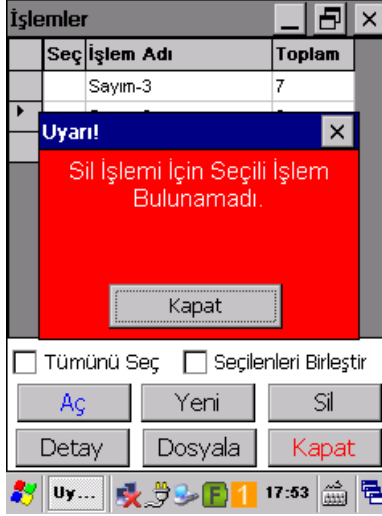 İşlemler
Seç İşlem Adı Toplam
Sayım-3 7
Uyarı!
Sil İşlemi İçin Seçili İşlem
Bulunamadı.
Kapat
Tümünü Seç Seçilenleri Birleştir
Aç Yeni Sil
Detay Dosyala Kapat
Uy... F 1 17:53